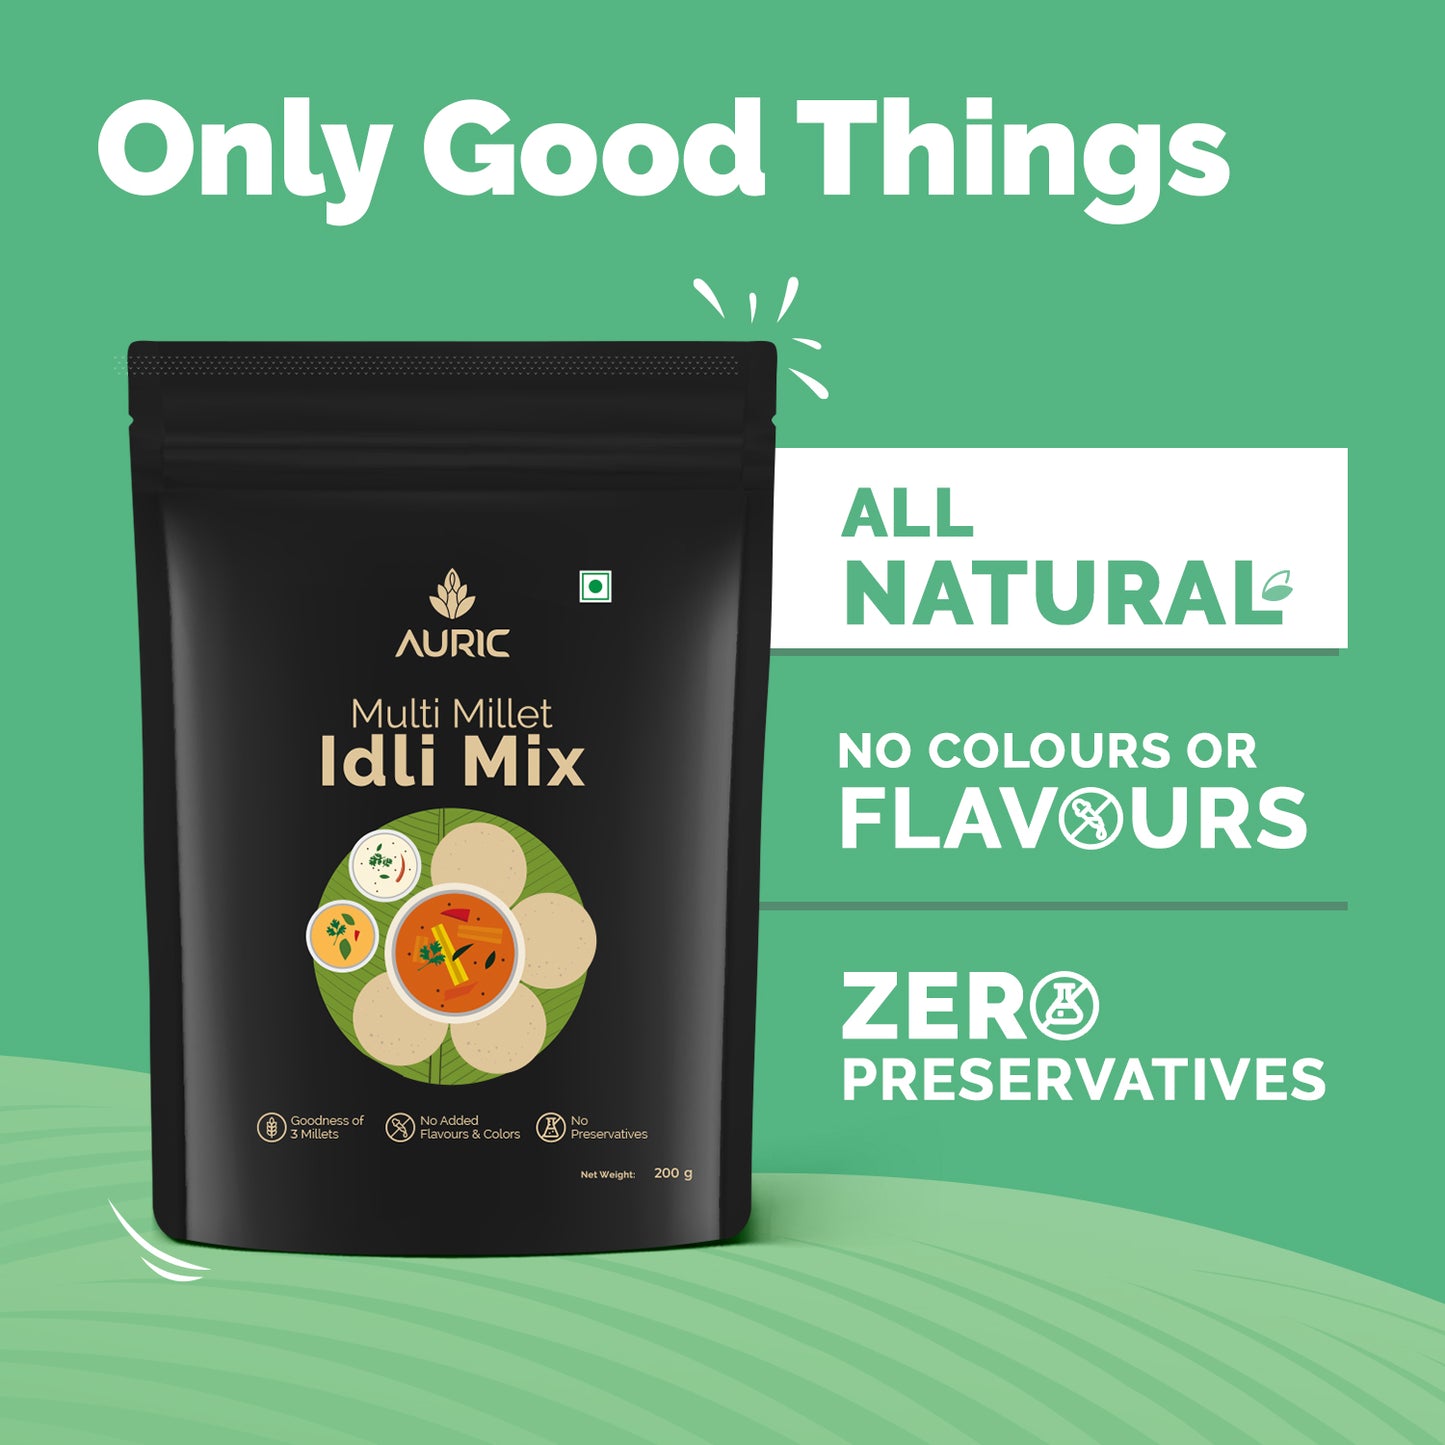 Only Good Things
AURIC
Multi Millet
Idli Mix
Goodness of
3 Millets
No Added
Flavours & Colors
No
Preservatives
Net Weight: 200 g
ALL
NATURAL
NO COLOURS OR
FLAVOURS
ZERO
PRESERVATIVES